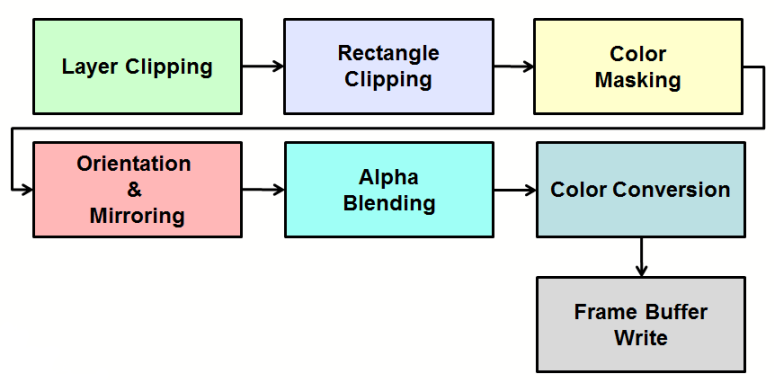 Layer Clipping
Rectangle
Clipping
Color
Masking
Orientation
&
Mirroring
Alpha
Blending
Color Conversion
Frame Buffer
Write